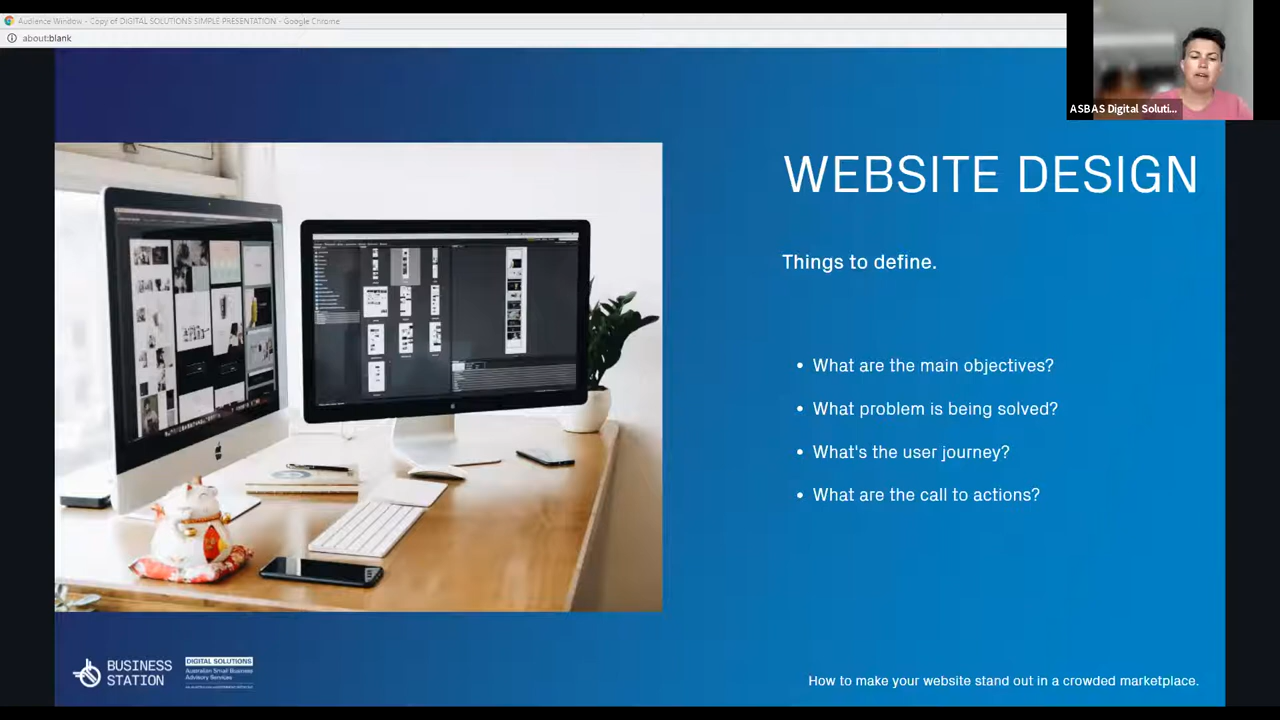 Audience Window - Copy of DIGITAL SOLUTIONS SIMPLE PRESENTATION - Google Chrome
about:blank
ASBAS Digital Soluti...
WEBSITE DESIGN
Things to define.
• What are the main objectives?
• What problem is being solved?
• What's the user journey?
• What are the call to actions?
BUSINESS
STATION
DIGITAL SOLUTIONS
Australian Small Business
Advisory Services
How to make your website stand out in a crowded marketplace.